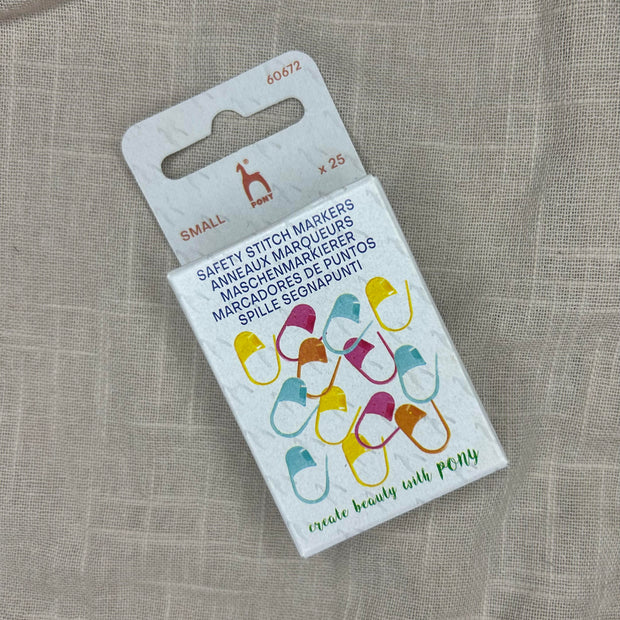 60672
SMALL
PONY
x 25
SAFETY STITCH MARKERS
ANNEAUX MARQUEURS
MASCHENMARKIERER
MARCADORES DE PUNTOS
SPILLE SEGNAPUNTI
create beauty with PONY